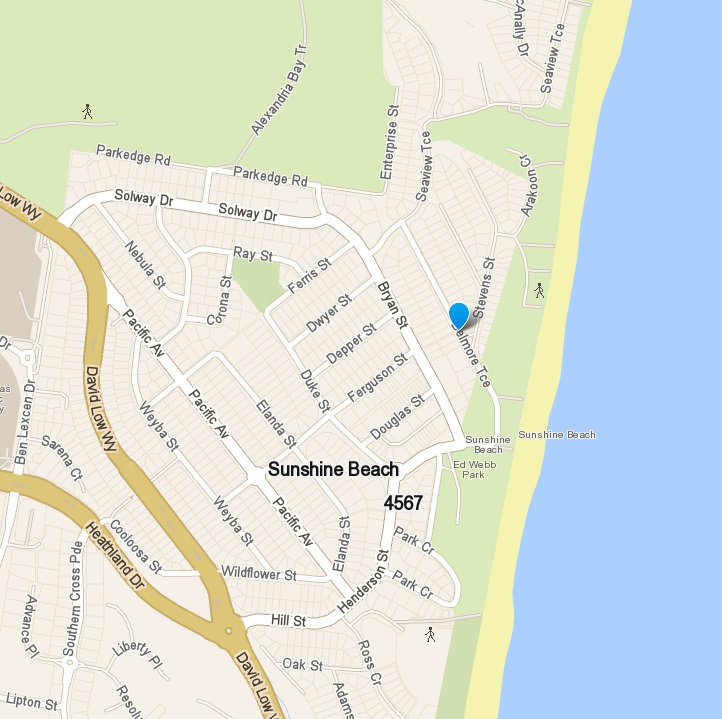 McAnally Dr
Seaview Tce
Alexandria Bay Tr
Enterprise St
Parkedge Rd
Parkedge Rd
Seaview Tce
Arakoon Cr
Solway Dr
Solway Dr
Low Wy
Nebula St
Ray St
Ferris St
Corona St
Dwyer St
Bryan St
Stevens St
Pacific Av
Depper St
Belmore Tce
Dr
Ferguson St
Duke St
David Low Wy
Ben Lexcen Dr
Pacific Av
Elanda St
Weyba St
Douglas St
Sarena Ct
Sunshine
Beach
Sunshine Beach
Sunshine Beach
Ed Webb
Park
4567
Weyba St
Pacific Av
Cooloosa St
Heathland Dr
Elanda St
Park Cr
Wildflower St
Henderson St
Park Cr
Southern Cross Pde
Advance Pl
Hill St
Liberty Pl
Ross Cr
David Low
Oak St
Adams
Resolu
Lipton St